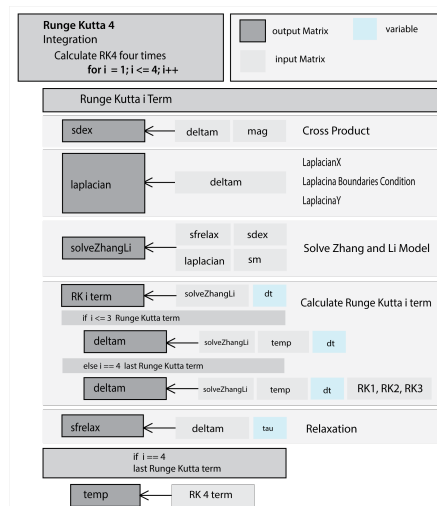 Runge Kutta 4
Integration
Calculate RK4 four times
for i = 1; i <= 4; i++
output Matrix
variable
input Matrix
Runge Kutta i Term
sdex
deltam
mag
Cross Product
laplacian
deltam
LaplacianX
Laplacina Boundaries Condition
LaplacinaY
solveZhangLi
sfrelax
sdex
laplacian
sm
Solve Zhang and Li Model
RK i term
solveZhangLi
dt
Calculate Runge Kutta i term
if i <= 3 Runge Kutta term
deltam
solveZhangLi
temp
dt
else i == 4 last Runge Kutta term
deltam
solveZhangLi
temp
dt
RK1, RK2, RK3
sfrelax
deltam
tau
Relaxation
if i == 4
last Runge Kutta term
temp
RK 4 term